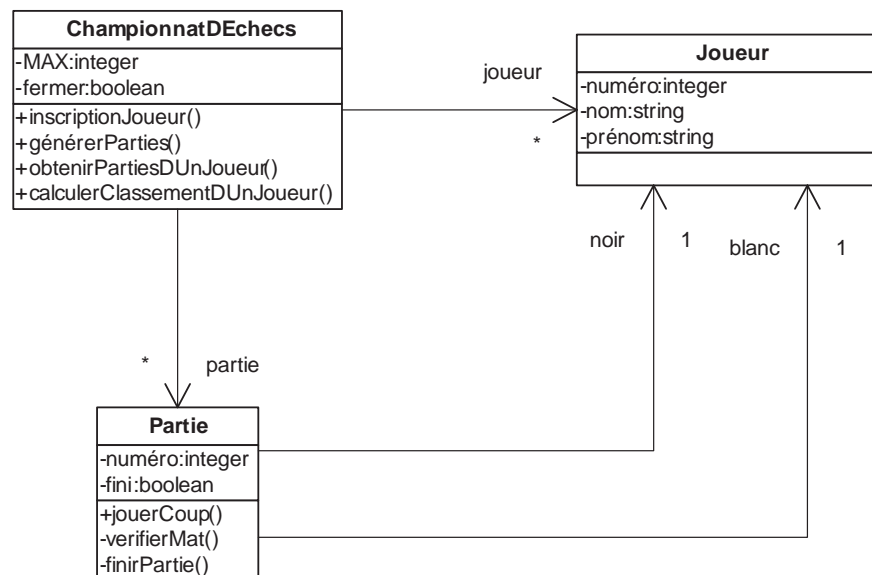 ChampionnatDEchecs
-MAX:integer
-fermer:boolean
+inscriptionJoueur()
+générerParties()
+obtenirPartiesDUnJoueur()
+calculerClassementDUnJoueur()
joueur
*
Joueur
-numéro:integer
-nom:string
-prénom:string
noir
1
blanc
1
*
partie
Partie
-numéro:integer
-fini:boolean
+jouerCoup()
-verifierMat()
-finirPartie()